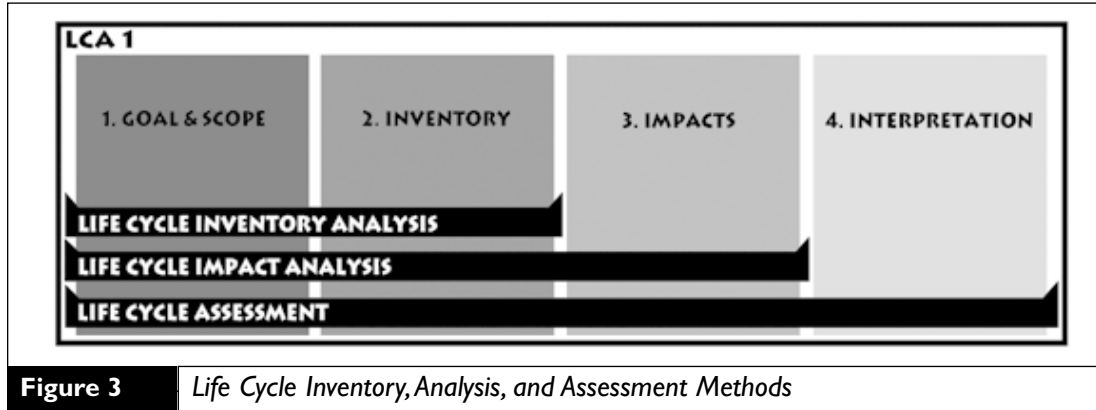 LCA 1
1. GOAL & SCOPE
2. INVENTORY
3. IMPACTS
4. INTERPRETATION
LIFE CYCLE INVENTORY ANALYSIS
LIFE CYCLE IMPACT ANALYSIS
LIFE CYCLE ASSESSMENT
Figure 3 Life Cycle Inventory, Analysis, and Assessment Methods